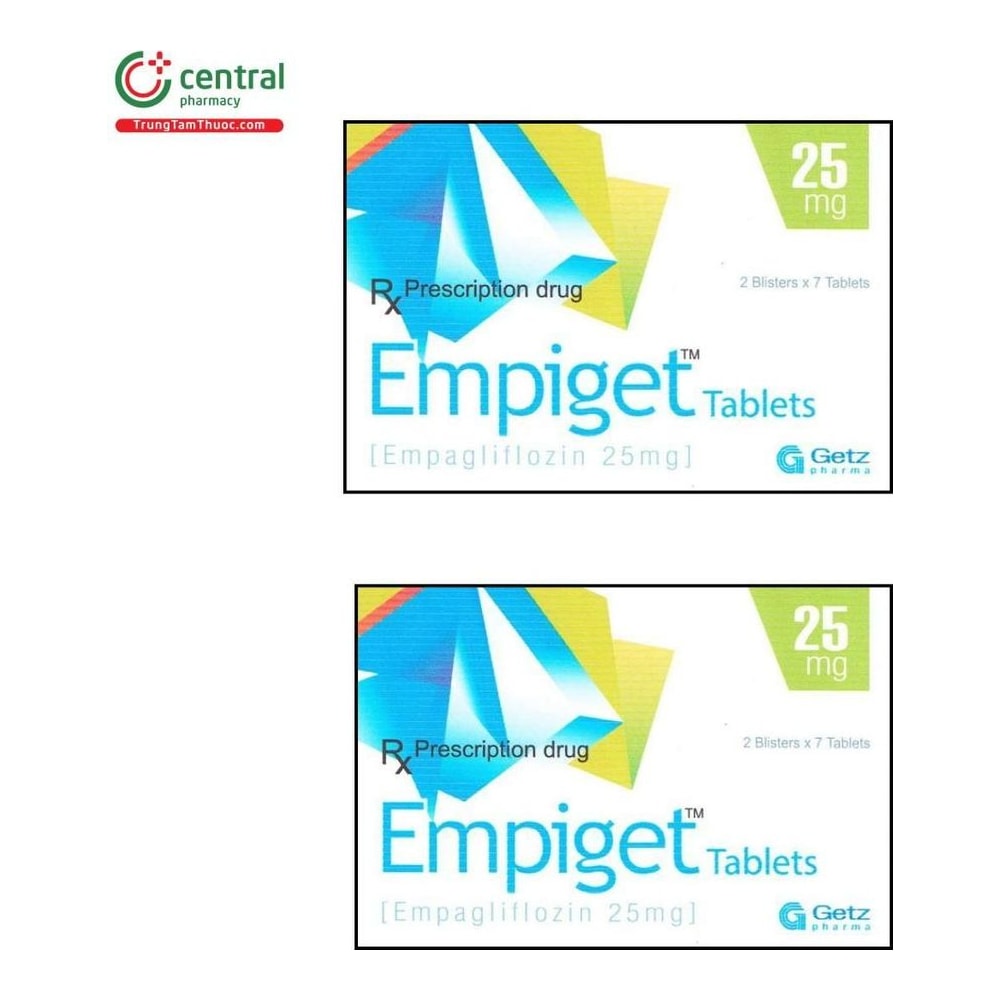 central
pharmacy
TrungTamThuoc.com
25
mg
2 Blisters x 7 Tablets
Rx Prescription drug
Empiget™ Tablets
[Empagliflozin 25mg]
Getz
pharma
25
mg
2 Blisters x 7 Tablets
Rx Prescription drug
Empiget™ Tablets
[Empagliflozin 25mg]
Getz
pharma